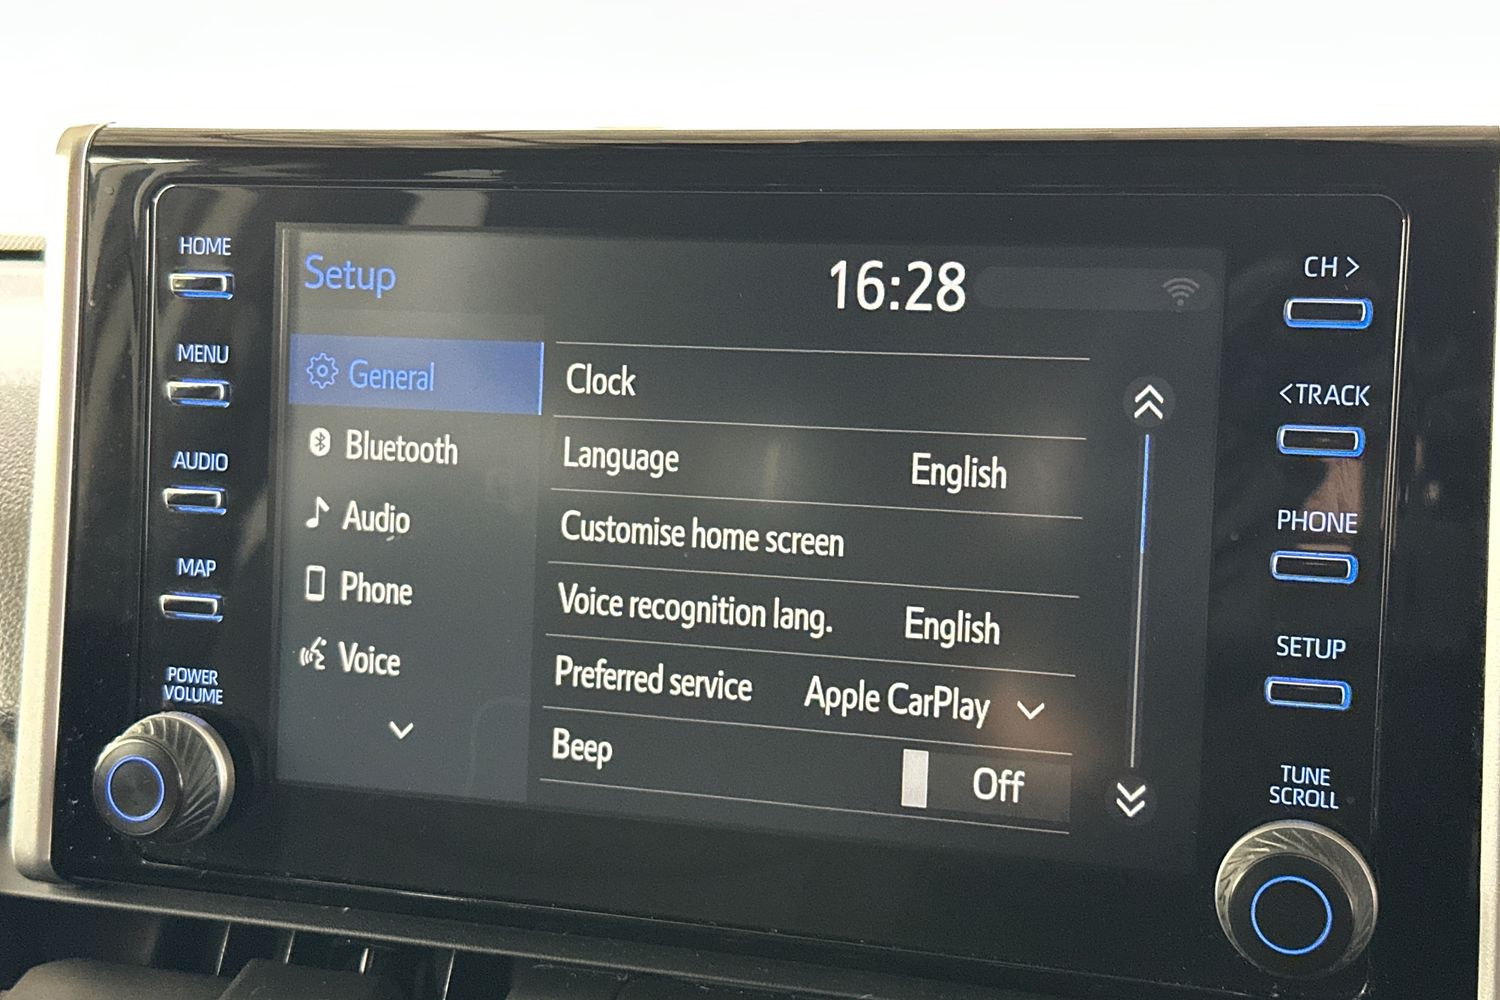 HOME
MENU
AUDIO
MAP
POWER
VOLUME
Setup
16:28
General
Bluetooth
Audio
Phone
Voice
Clock
Language English
Customise home screen
Voice recognition lang. English
Preferred service Apple CarPlay
Beep Off
CH >
<TRACK
PHONE
SETUP
TUNE
SCROLL